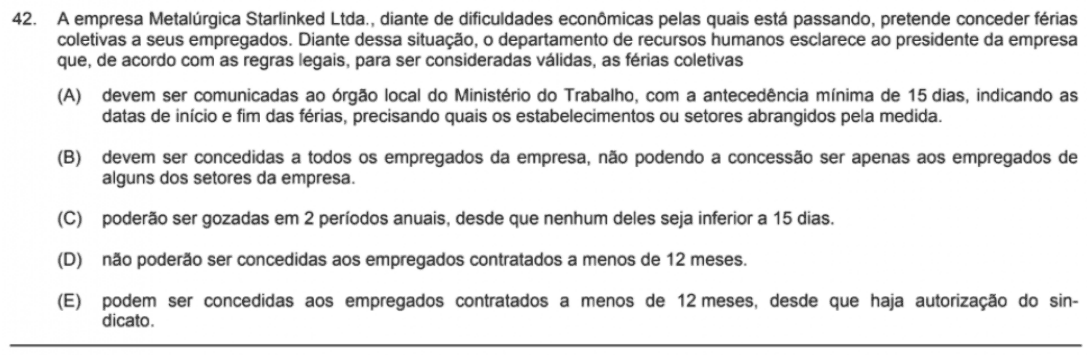 42. A empresa Metalúrgica Starlinked Ltda., diante de dificuldades econômicas pelas quais está passando, pretende conceder férias
coletivas a seus empregados. Diante dessa situação, o departamento de recursos humanos esclarece ao presidente da empresa
que, de acordo com as regras legais, para ser consideradas válidas, as férias coletivas
(A) devem ser comunicadas ao órgão local do Ministério do Trabalho, com a antecedência mínima de 15 dias, indicando as
datas de início e fim das férias, precisando quais os estabelecimentos ou setores abrangidos pela medida.
(B) devem ser concedidas a todos os empregados da empresa, não podendo a concessão ser apenas aos empregados de
alguns dos setores da empresa.
(C) poderão ser gozadas em 2 períodos anuais, desde que nenhum deles seja inferior a 15 dias.
(D) não poderão ser concedidas aos empregados contratados a menos de 12 meses.
(E) podem ser concedidas aos empregados contratados a menos de 12 meses, desde que haja autorização do sin-
dicato.